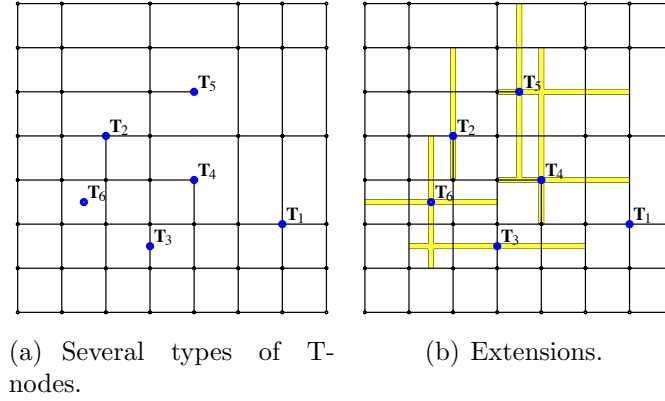 T5
T2
T4
T6
T1
T3
T5
T2
T4
T6
T1
T3
(a) Several types of T-
nodes.
(b) Extensions.